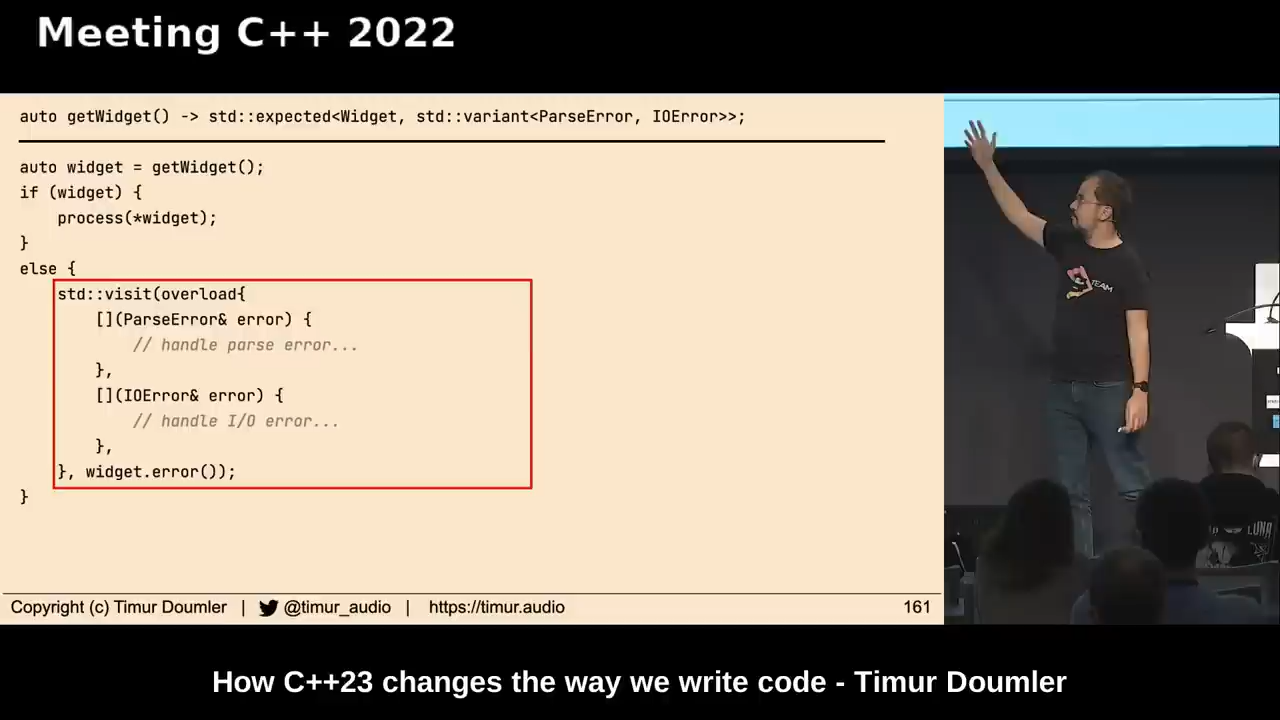 Meeting C++ 2022
auto getWidget() -> std::expected<Widget, std::variant<ParseError, IOError>>;
auto widget = getWidget();
if (widget) {
    process(*widget);
}
else {
    std::visit(overload{
        [](ParseError& error) {
            // handle parse error...
        },
        [](IOError& error) {
            // handle I/O error...
        },
    }, widget.error());
}
Copyright (c) Timur Doumler | @timur_audio | https://timur.audio
161
TEAM
LUNA
How C++23 changes the way we write code - Timur Doumler